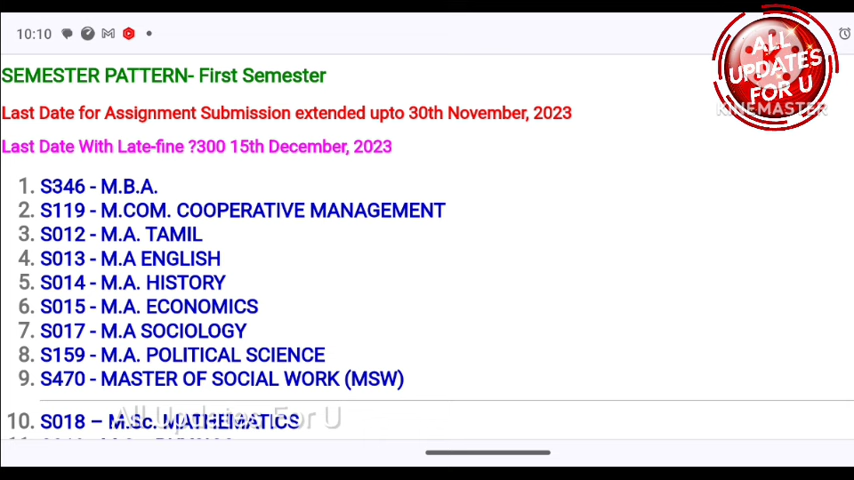 10:10
ALL
UPDATES
FOR U
KINEMASTER
SEMESTER PATTERN- First Semester
Last Date for Assignment Submission extended upto 30th November, 2023
Last Date With Late-fine ?300 15th December, 2023
1. S346 - M.B.A.
2. S119 - M.COM. COOPERATIVE MANAGEMENT
3. S012 - M.A. TAMIL
4. S013 - M.A ENGLISH
5. S014 - M.A. HISTORY
6. S015 - M.A. ECONOMICS
7. S017 - M.A SOCIOLOGY
8. S159 - M.A. POLITICAL SCIENCE
9. S470 - MASTER OF SOCIAL WORK (MSW)
10. S018 – M.Sc. MATHEMATICS
All Updates For U